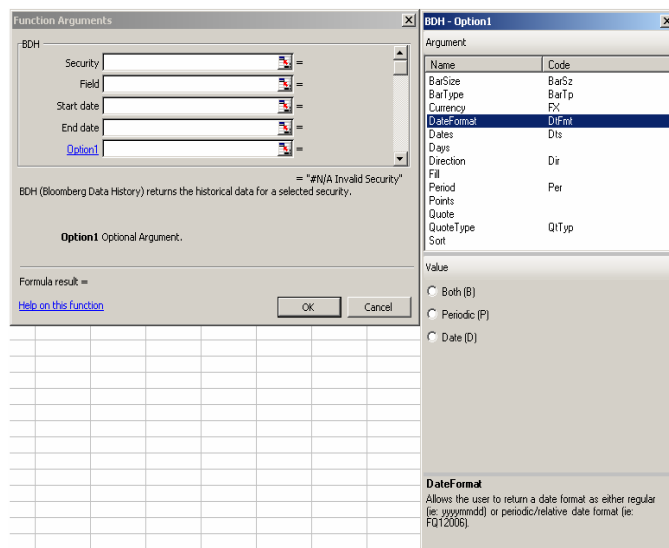 Function Arguments
BDH
Security =
Field =
Start date =
End date =
Option1 =
= "#N/A Invalid Security"
BDH (Bloomberg Data History) returns the historical data for a selected security.
Option1 Optional Argument.
Formula result =
Help on this function
OK Cancel
BDH - Option1
Argument
Name Code
BarSize BarSz
BarType BarTp
Currency FX
DateFormat DtFmt
Dates Dts
Days
Direction Dir
Fill
Period Per
Points
Quote
QuoteType QtTyp
Sort
Value
Both (B)
Periodic (P)
Date (D)
DateFormat
Allows the user to return a date format as either regular
(ie: yyyymmdd) or periodic/relative date format (ie:
FQ12006).